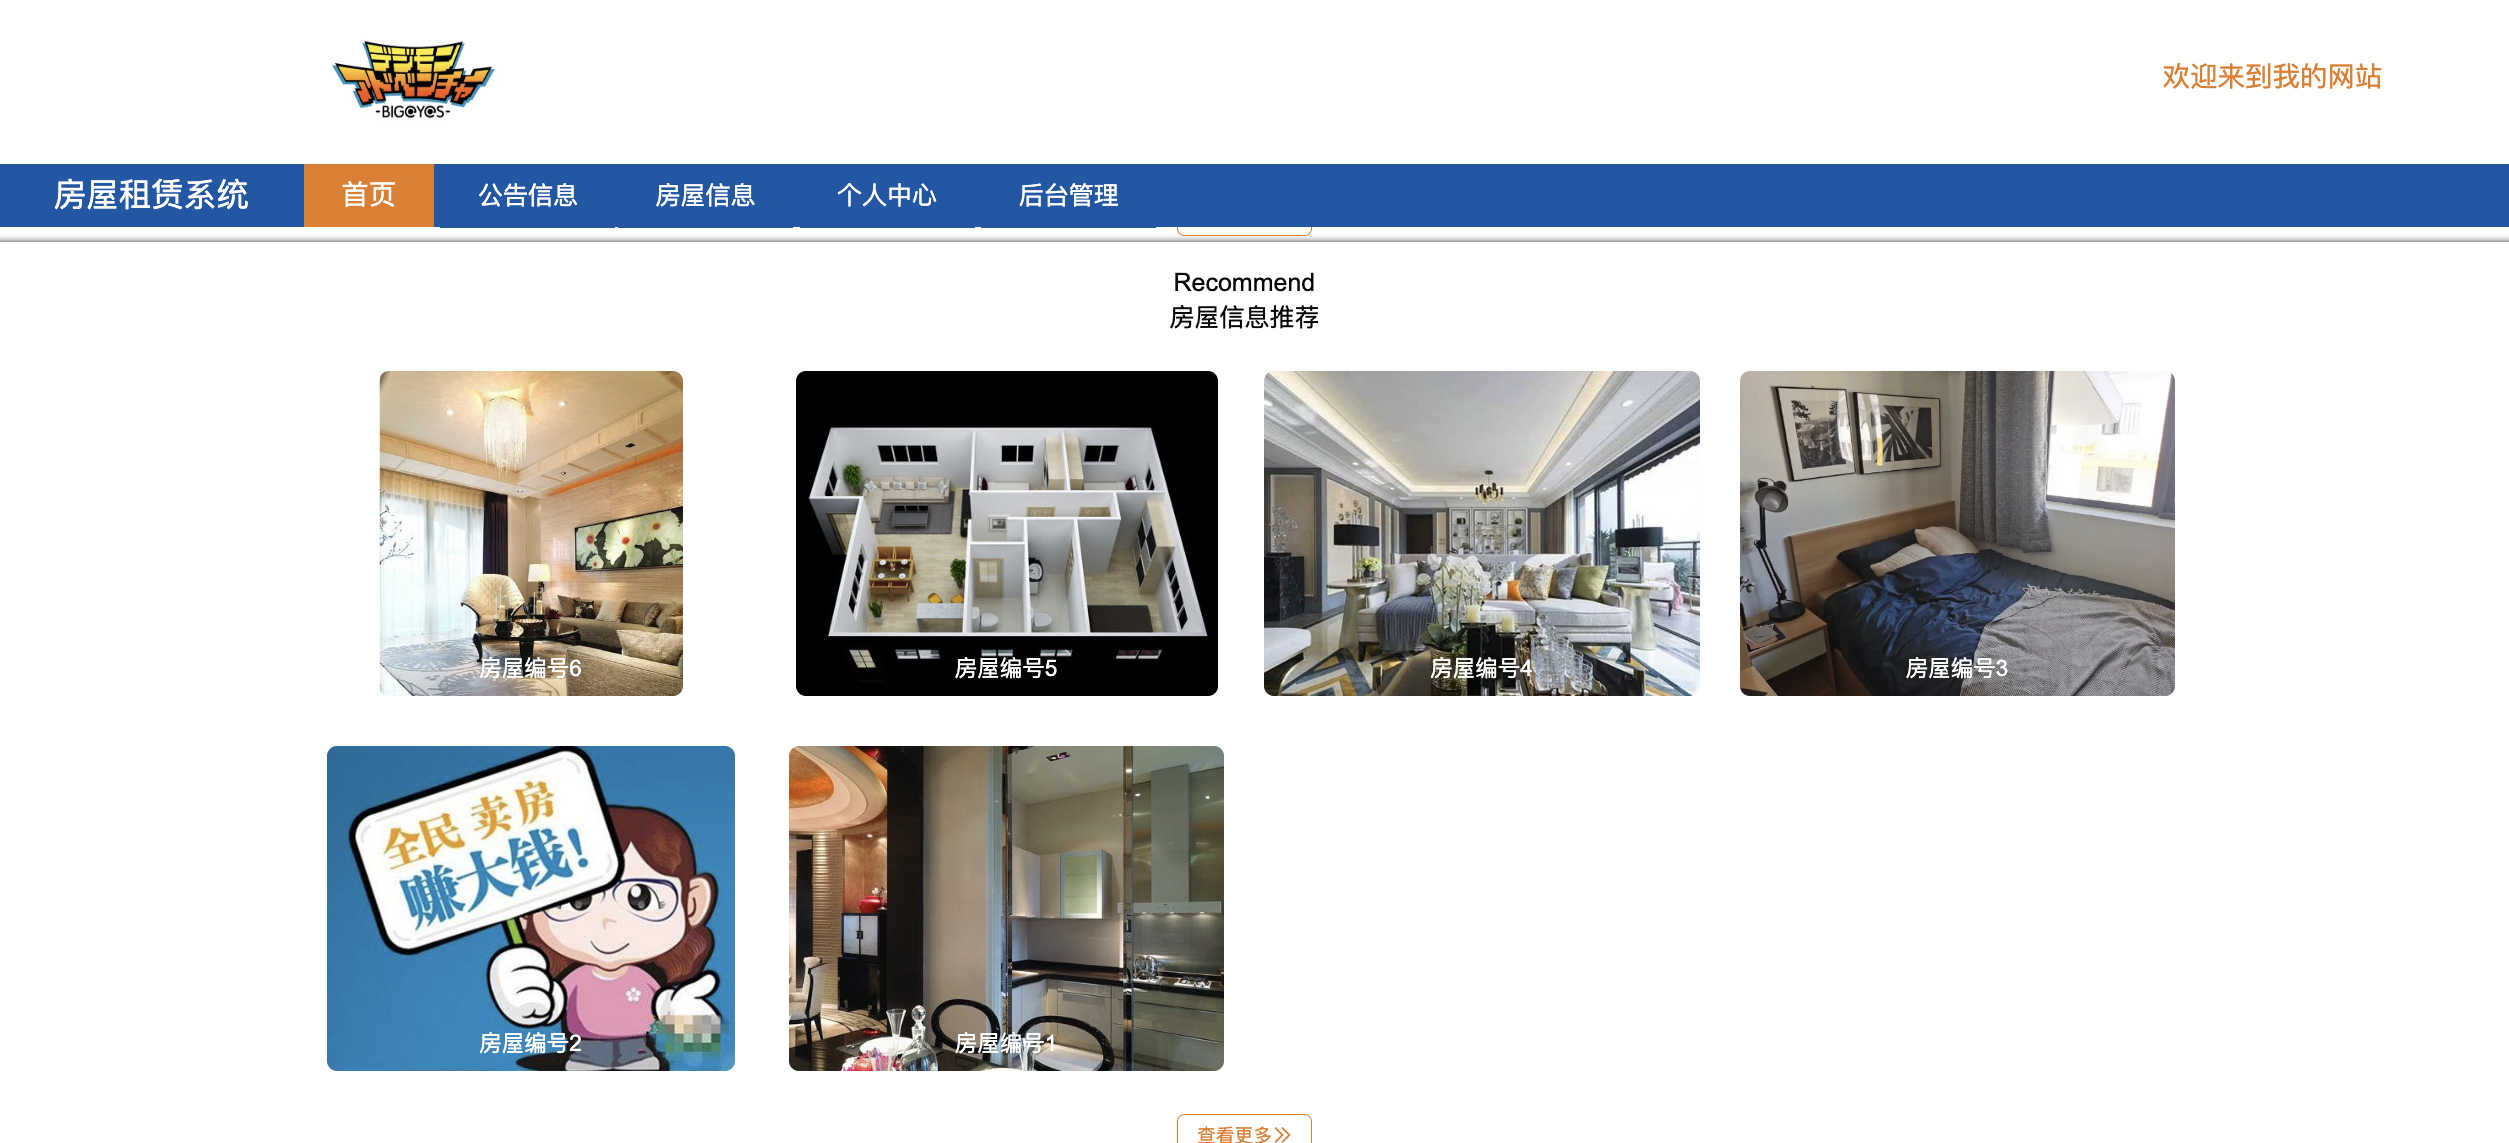 デジモン
アドベンチャー
-BIG@Y@S-
欢迎来到我的网站
房屋租赁系统
首页
公告信息
房屋信息
个人中心
后台管理
Recommend
房屋信息推荐
房屋编号6
房屋编号5
房屋编号4
房屋编号3
全民 卖房
赚大钱!
房屋编号2
房屋编号1
查看更多